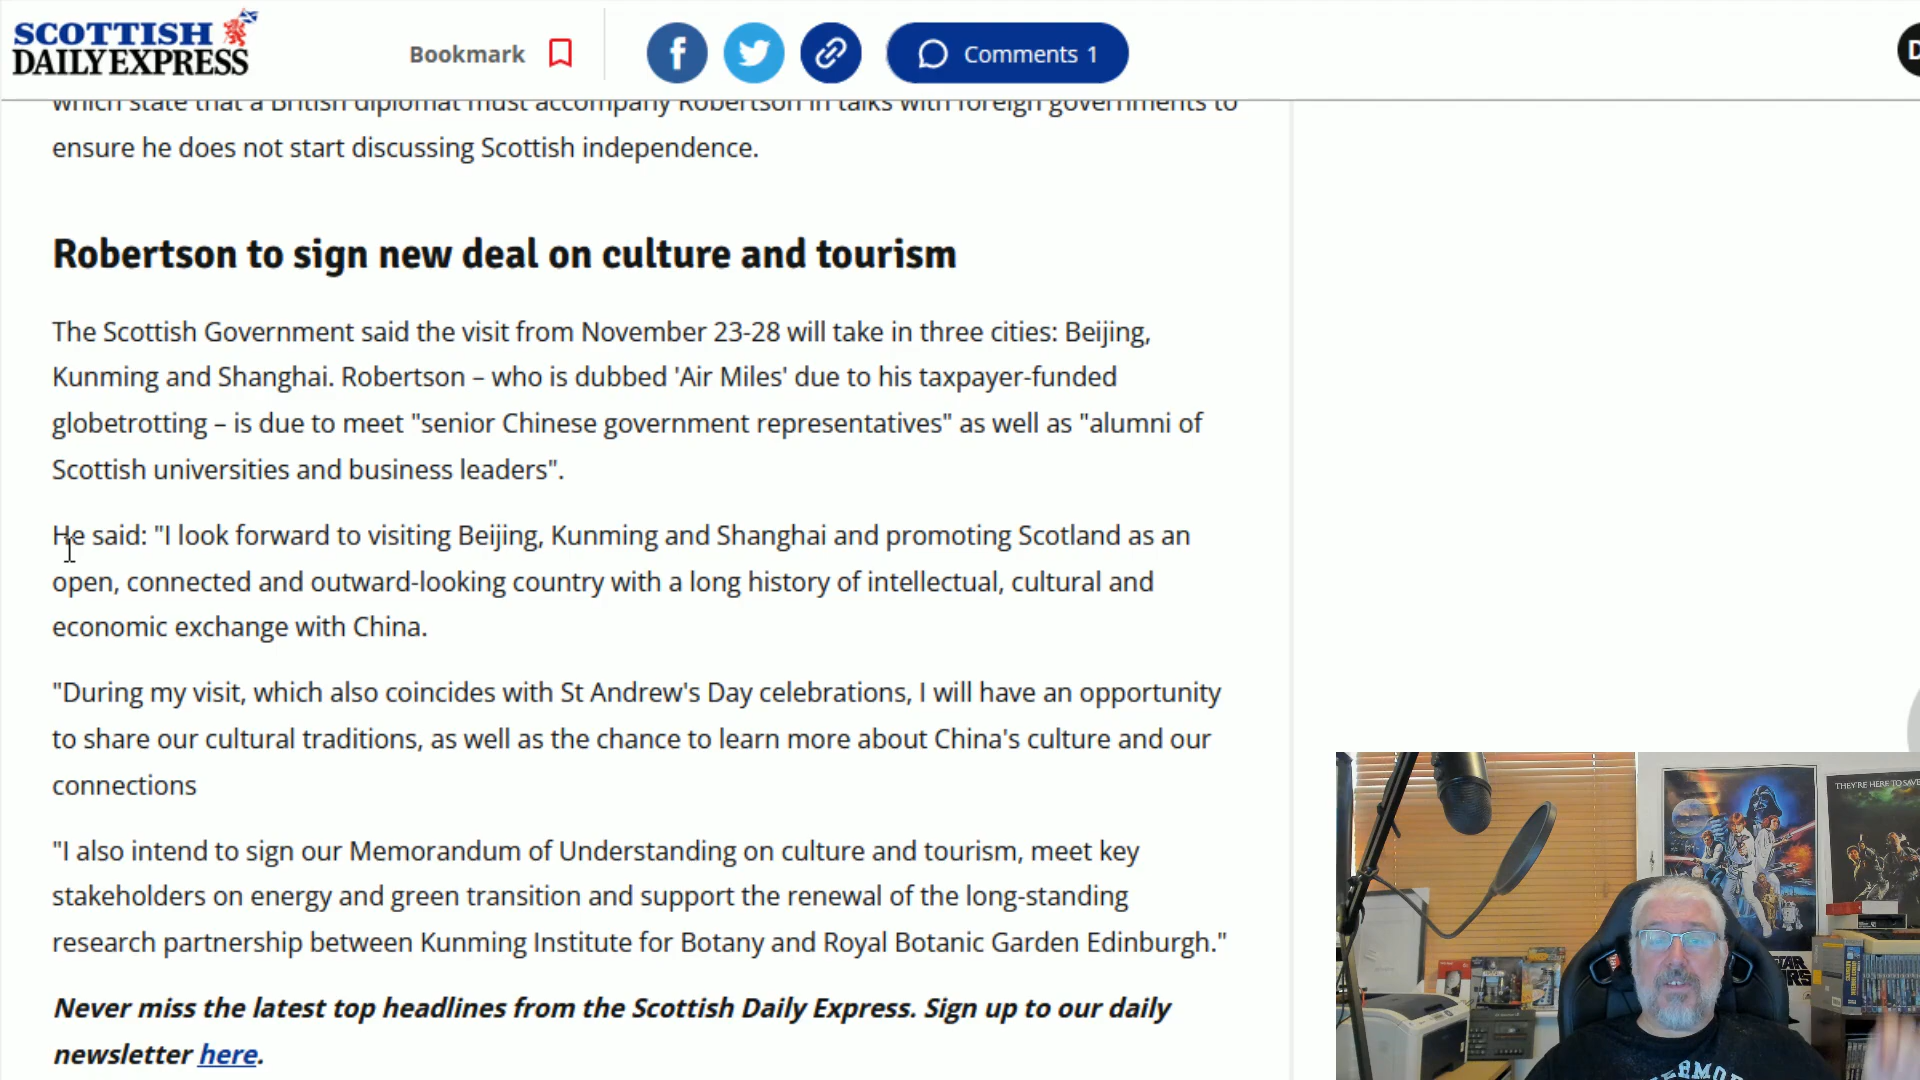 SCOTTISH
DAILY EXPRESS
Bookmark
Comments 1
D
which state that a British diplomat must accompany Robertson in talks with foreign governments to
ensure he does not start discussing Scottish independence.
Robertson to sign new deal on culture and tourism
The Scottish Government said the visit from November 23-28 will take in three cities: Beijing,
Kunming and Shanghai. Robertson – who is dubbed 'Air Miles' due to his taxpayer-funded
globetrotting – is due to meet "senior Chinese government representatives" as well as "alumni of
Scottish universities and business leaders".
He said: "I look forward to visiting Beijing, Kunming and Shanghai and promoting Scotland as an
open, connected and outward-looking country with a long history of intellectual, cultural and
economic exchange with China.
"During my visit, which also coincides with St Andrew's Day celebrations, I will have an opportunity
to share our cultural traditions, as well as the chance to learn more about China's culture and our
connections
"I also intend to sign our Memorandum of Understanding on culture and tourism, meet key
stakeholders on energy and green transition and support the renewal of the long-standing
research partnership between Kunming Institute for Botany and Royal Botanic Garden Edinburgh."
Never miss the latest top headlines from the Scottish Daily Express. Sign up to our daily
newsletter here.
THEY'RE HERE TO SAVE
STAR
WARS